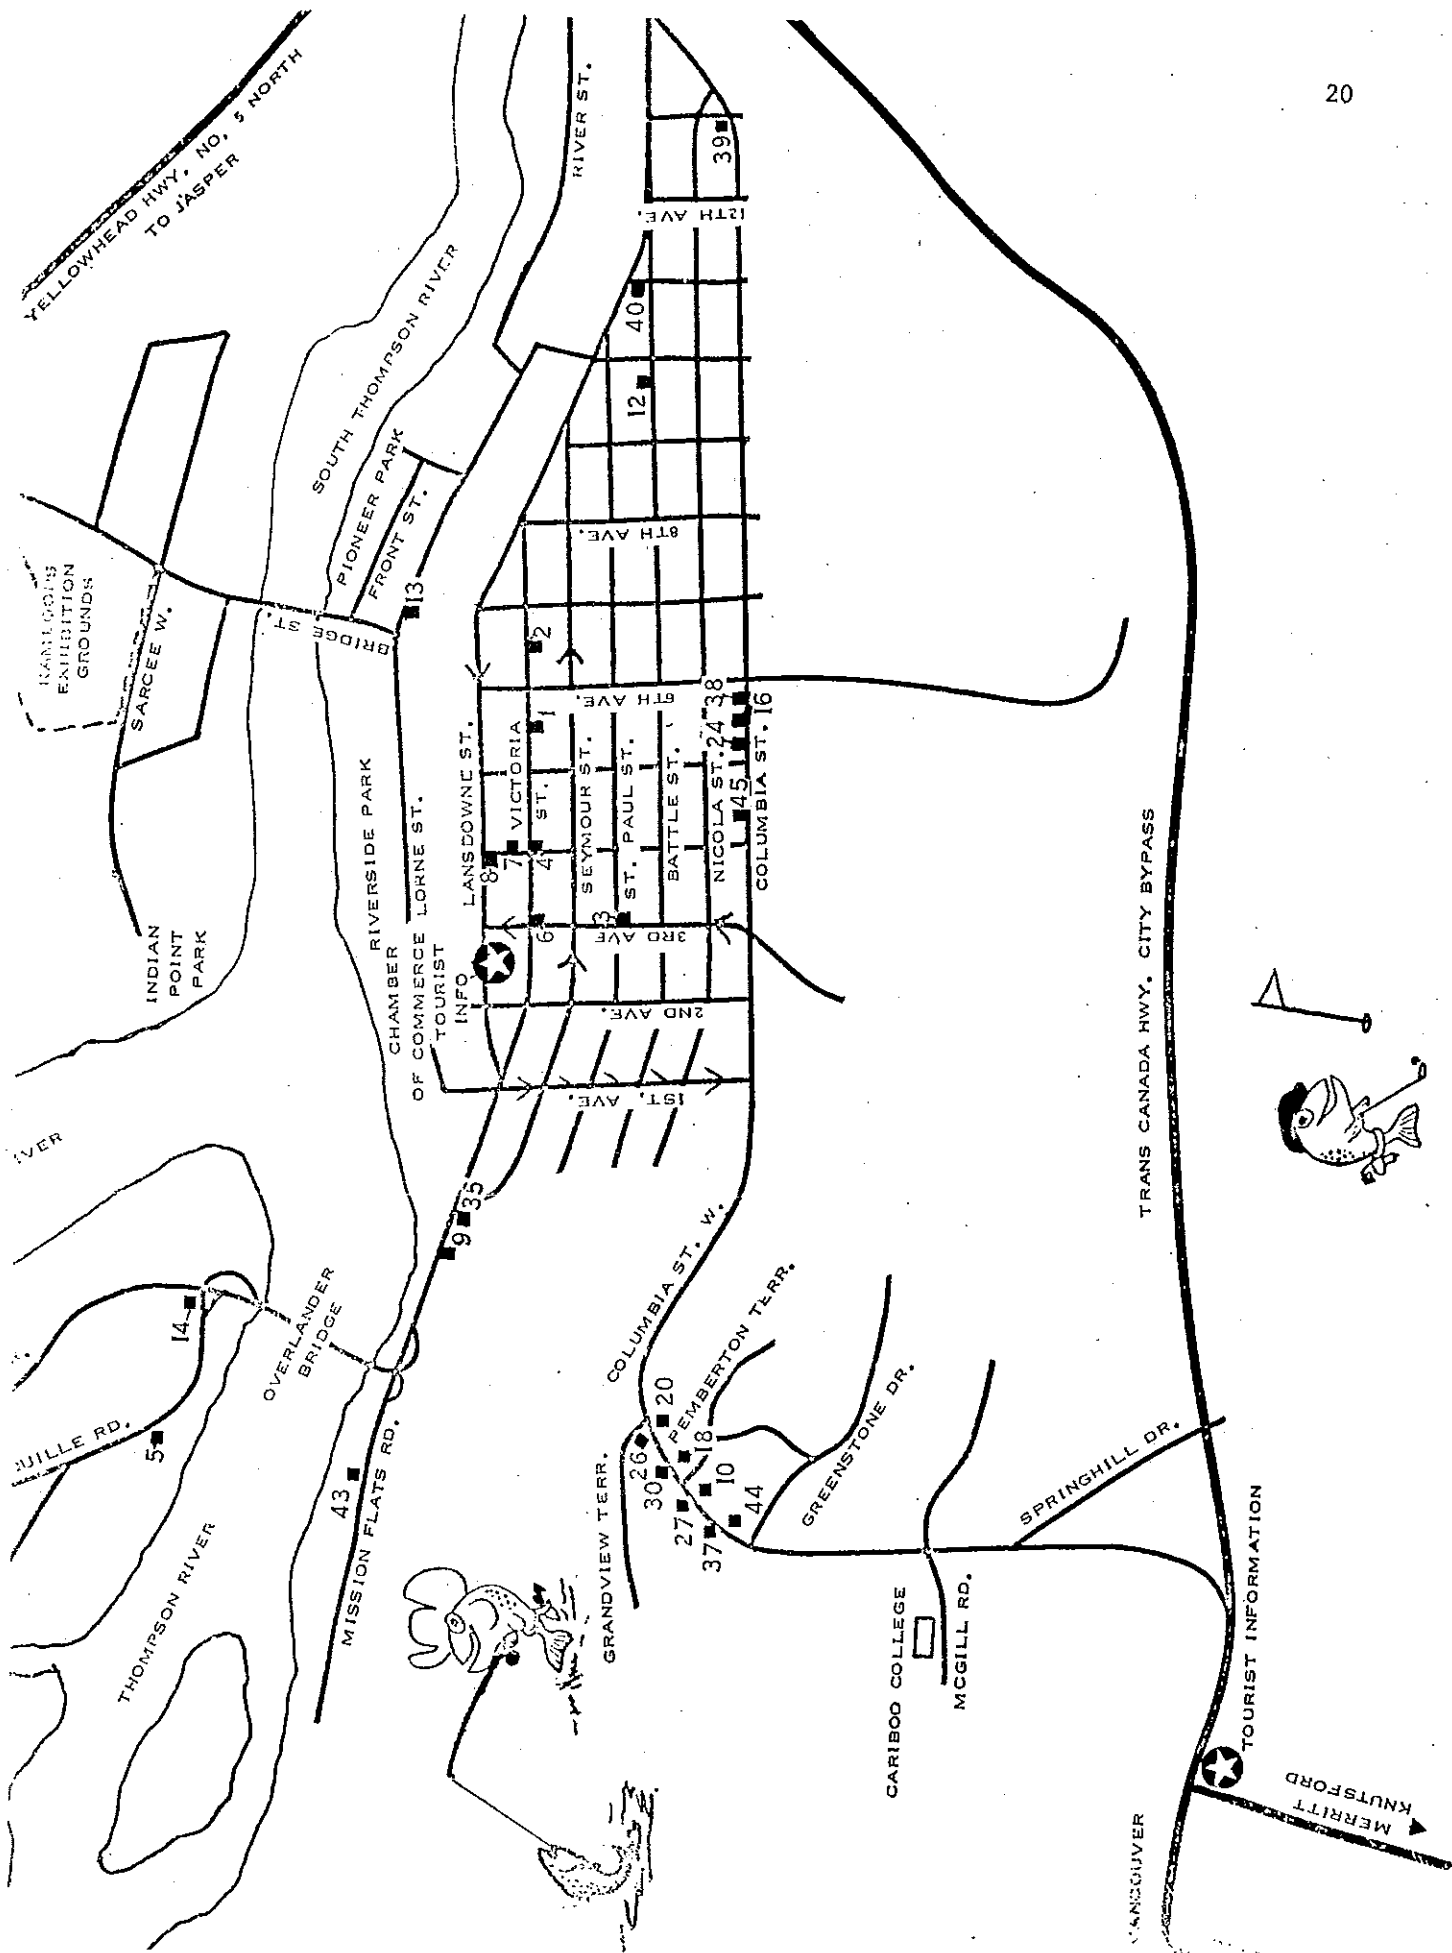 20
YELLOWHEAD HWY. NO. 5 NORTH
TO JASPER
RIVER ST.
39
12TH AVE.
SOUTH THOMPSON RIVER
40
12
PIONEER PARK
FRONT ST.
8TH AVE.
KAMLOOPS
EXHIBITION
GROUNDS
SARCEE W.
BRIDGE ST.
13
2
6TH AVE.
38
16
24
1
RIVERSIDE PARK
LORNE ST.
LANSDOWNE ST.
VICTORIA
ST.
SEYMOUR ST.
ST. PAUL ST.
BATTLE ST.
NICOLA ST.
COLUMBIA ST.
45
8
7
4
6
3
3RD AVE
INDIAN
POINT
PARK
CHAMBER
OF COMMERCE
TOURIST
INFO
2ND AVE.
1ST. AVE.
TRANS CANADA HWY. CITY BYPASS
IVER
35
9
14
OVERLANDER
BRIDGE
COLUMBIA ST. W.
PEMBERTON TERR.
UILLE RD.
5
43
MISSION FLATS RD.
THOMPSON RIVER
20
26
30
18
10
27
37
44
GRANDVIEW TERR.
GREENSTONE DR.
SPRINGHILL DR.
CARIBOO COLLEGE
MCGILL RD.
TOURIST INFORMATION
MERRITT
KNUTSFORD
VANCOUVER